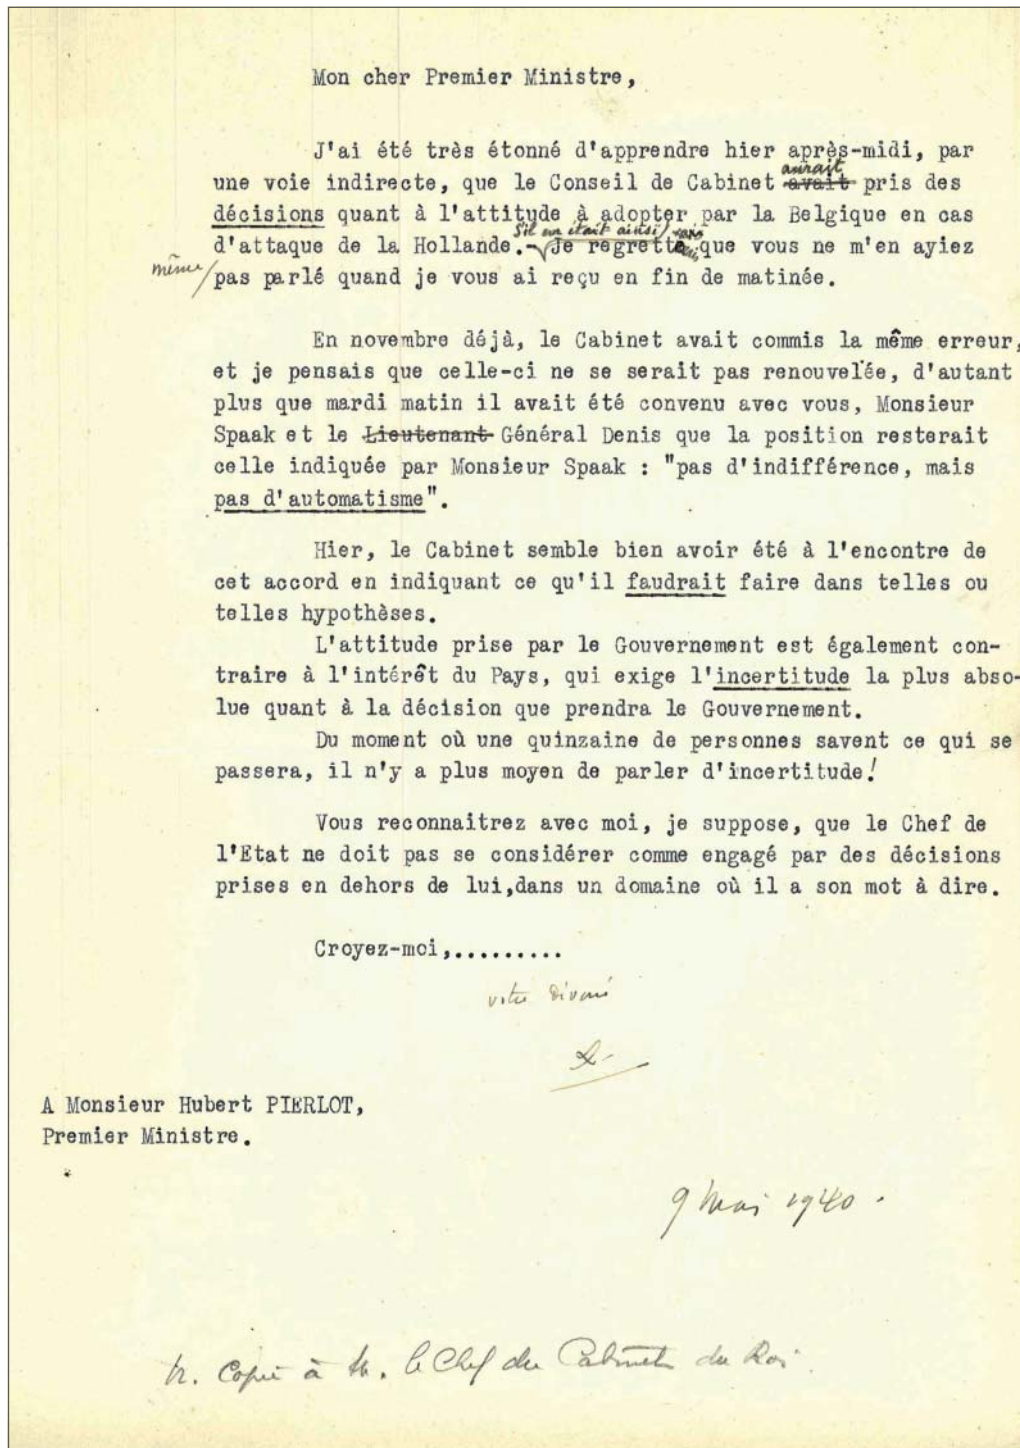 Mon cher Premier Ministre,
J'ai été très étonné d'apprendre hier après-midi, par
aurait
une voie indirecte, que le Conseil de Cabinet avait pris des
décisions quant à l'attitude à adopter par la Belgique en cas
S'il en était ainsi,
d'attaque de la Hollande.- Je regrette que vous ne m'en ayiez
même
pas parlé quand je vous ai reçu en fin de matinée.
En novembre déjà, le Cabinet avait commis la même erreur,
et je pensais que celle-ci ne se serait pas renouvelée, d'autant
plus que mardi matin il avait été convenu avec vous, Monsieur
Spaak et le Lieutenant Général Denis que la position resterait
celle indiquée par Monsieur Spaak : "pas d'indifférence, mais
pas d'automatisme".
Hier, le Cabinet semble bien avoir été à l'encontre de
cet accord en indiquant ce qu'il faudrait faire dans telles ou
telles hypothèses.
L'attitude prise par le Gouvernement est également con-
traire à l'intérêt du Pays, qui exige l'incertitude la plus abso-
lue quant à la décision que prendra le Gouvernement.
Du moment où une quinzaine de personnes savent ce qui se
passera, il n'y a plus moyen de parler d'incertitude!
Vous reconnaitrez avec moi, je suppose, que le Chef de
l'Etat ne doit pas se considérer comme engagé par des décisions
prises en dehors de lui,dans un domaine où il a son mot à dire.
Croyez-moi,.........
votre dévoué
L.
A Monsieur Hubert PIERLOT,
Premier Ministre.
9 mai 1940.
Copie à M. le Chef du Cabinet du Roi.